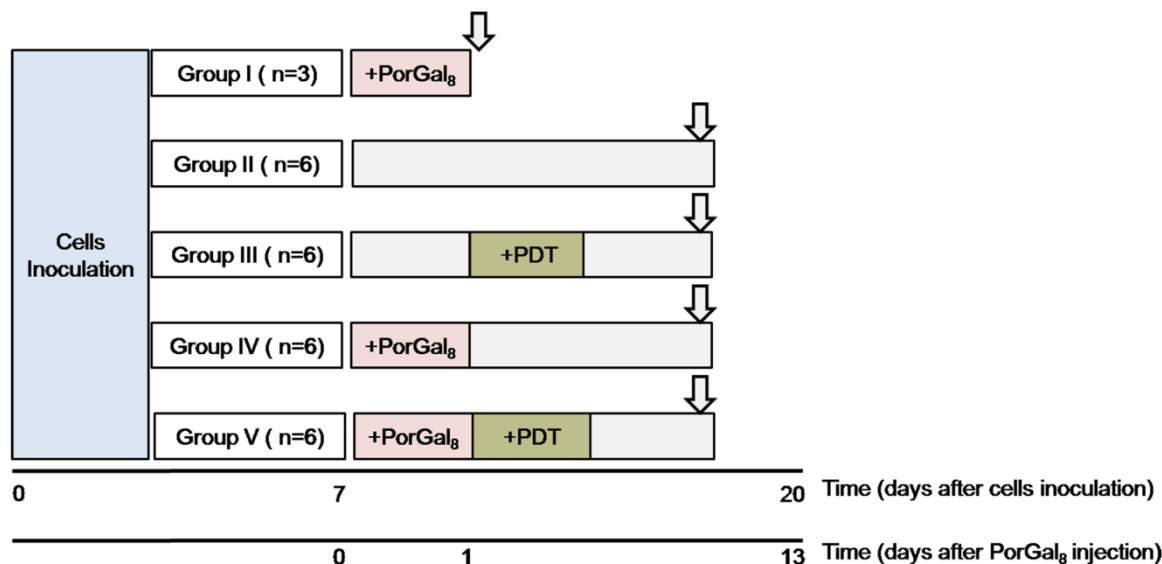 Group I ( n=3)
+PorGal₈
Group II ( n=6)
Cells
Inoculation
Group III ( n=6)
+PDT
Group IV ( n=6)
+PorGal₈
Group V (n=6)
+PorGal₈
+PDT
0
7
20
Time (days after cells inoculation)
0
1
13
Time (days after PorGal₈ injection)